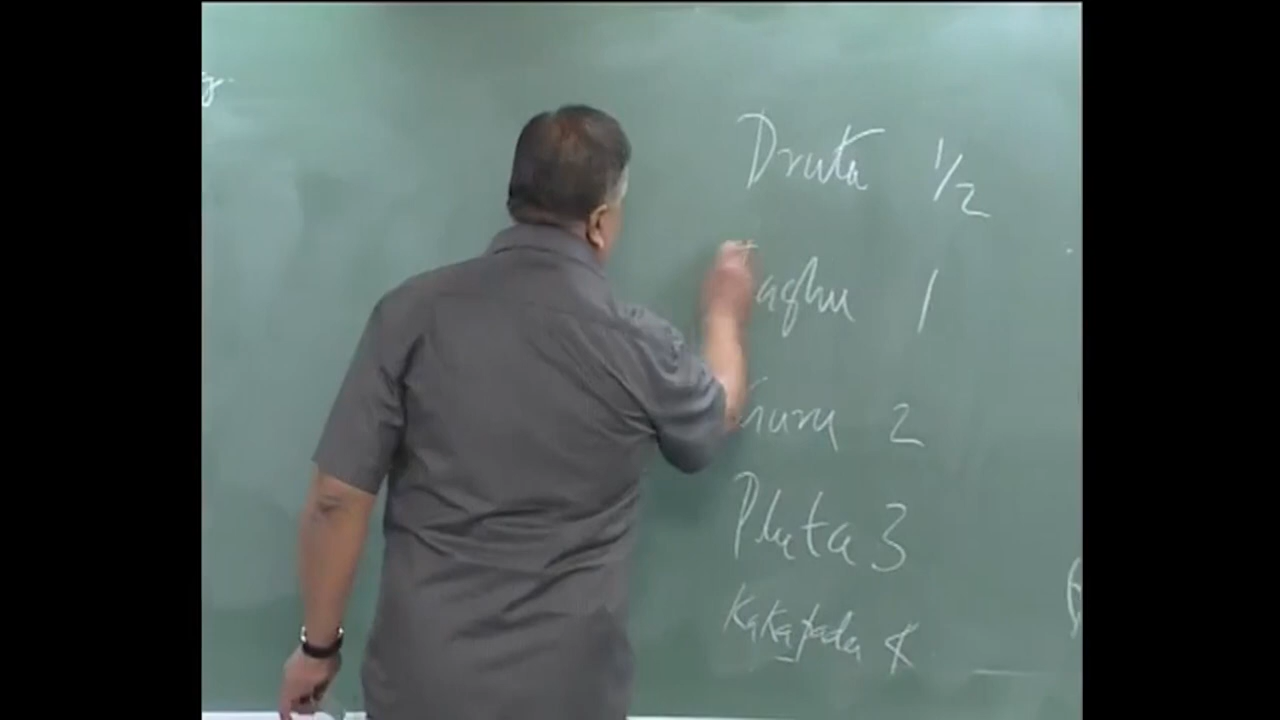 Druta 1/2
aghu 1
uru 2
Pluta 3
Kakapada 4